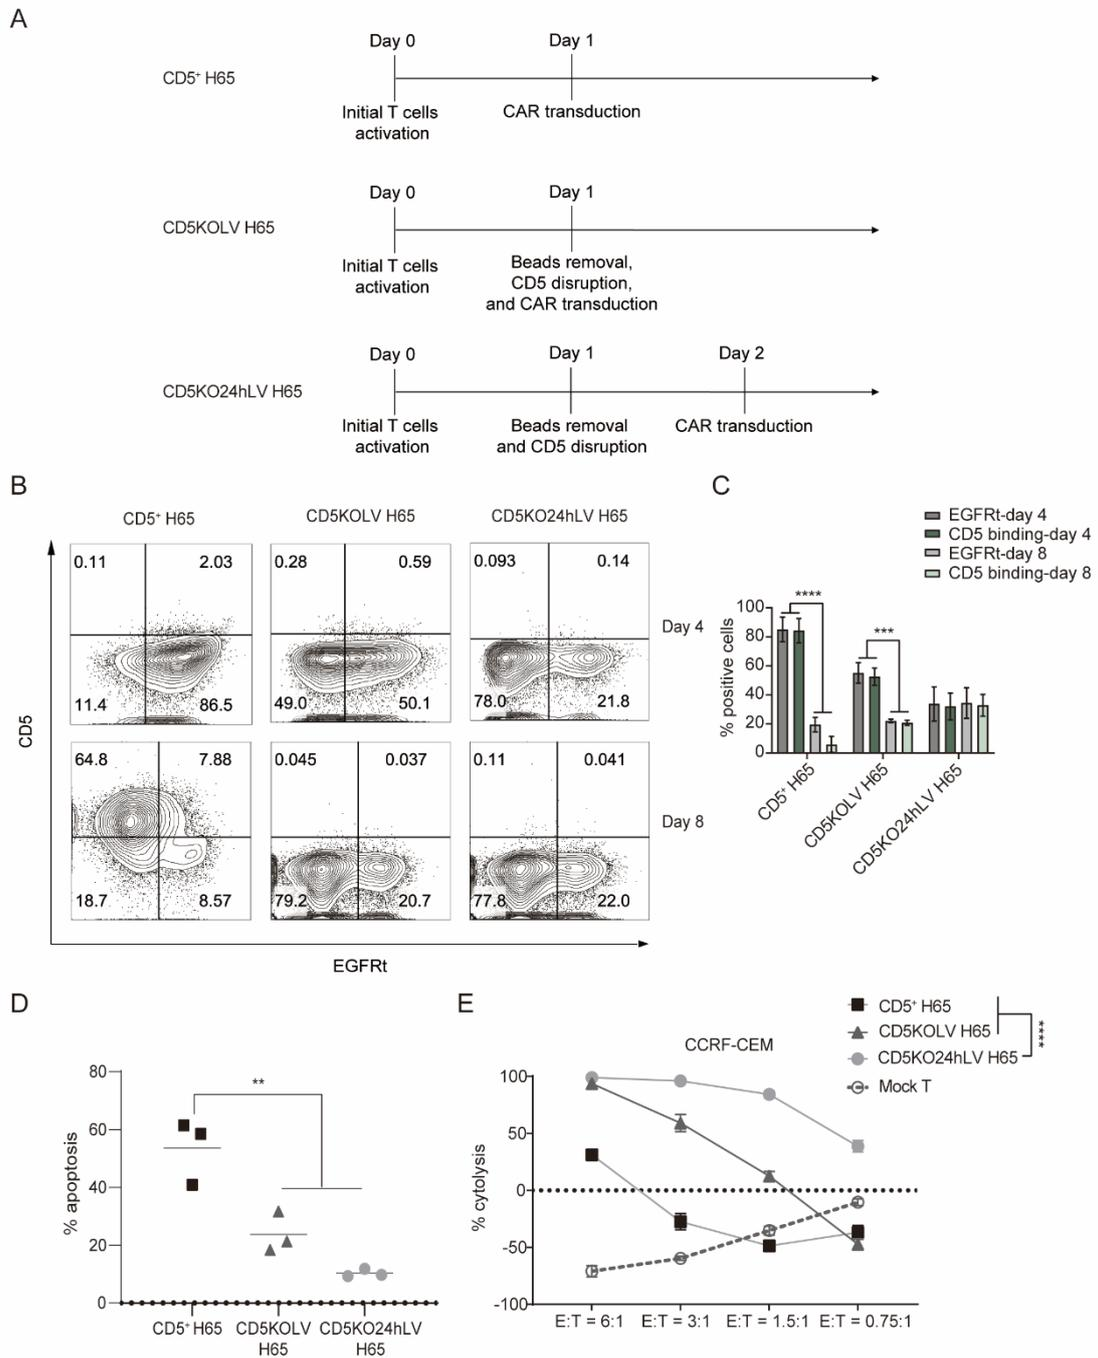 A
Day 0
Day 1
CD5+ H65
Initial T cells
activation
CAR transduction
Day 0
Day 1
CD5KOLV H65
Initial T cells
activation
Beads removal,
CD5 disruption,
and CAR transduction
Day 0
Day 1
Day 2
CD5KO24hLV H65
Initial T cells
activation
Beads removal
and CD5 disruption
CAR transduction
B
CD5+ H65
CD5KOLV H65
CD5KO24hLV H65
0.11
2.03
0.28
0.59
0.093
0.14
Day 4
11.4
86.5
49.0
50.1
78.0
21.8
CD5
64.8
7.88
0.045
0.037
0.11
0.041
Day 8
18.7
8.57
79.2
20.7
77.8
22.0
EGFRt
C
EGFRt-day 4
CD5 binding-day 4
EGFRt-day 8
CD5 binding-day 8
% positive cells
100
80
60
40
20
0
****
***
CD5+ H65
CD5KOLV H65
CD5KO24hLV H65
D
% apoptosis
80
60
40
20
0
**
CD5+ H65
CD5KOLV
H65
CD5KO24hLV
H65
E
CD5+ H65
CD5KOLV H65
CD5KO24hLV H65
Mock T
****
CCRF-CEM
% cytolysis
100
50
0
-50
-100
E:T = 6:1
E:T = 3:1
E:T = 1.5:1
E:T = 0.75:1